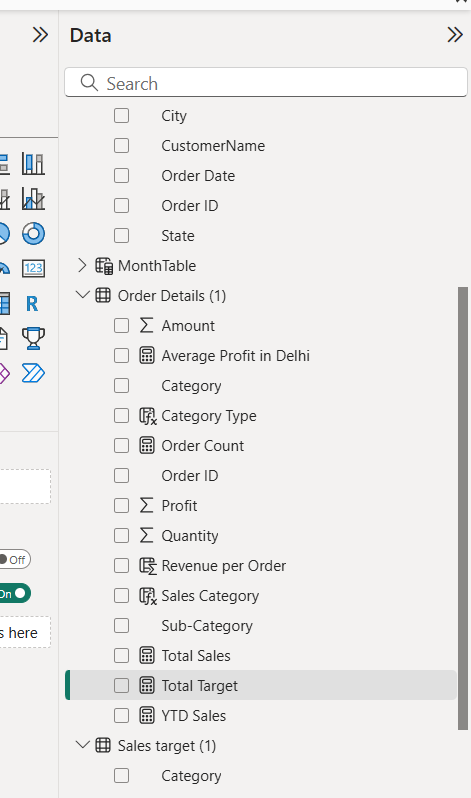 Data
Search
City
CustomerName
Order Date
Order ID
State
MonthTable
123
Order Details (1)
R
Amount
Average Profit in Delhi
Category
Category Type
Order Count
Order ID
Profit
Quantity
Off
Revenue per Order
On
Sales Category
Sub-Category
s here
Total Sales
Total Target
YTD Sales
Sales target (1)
Category